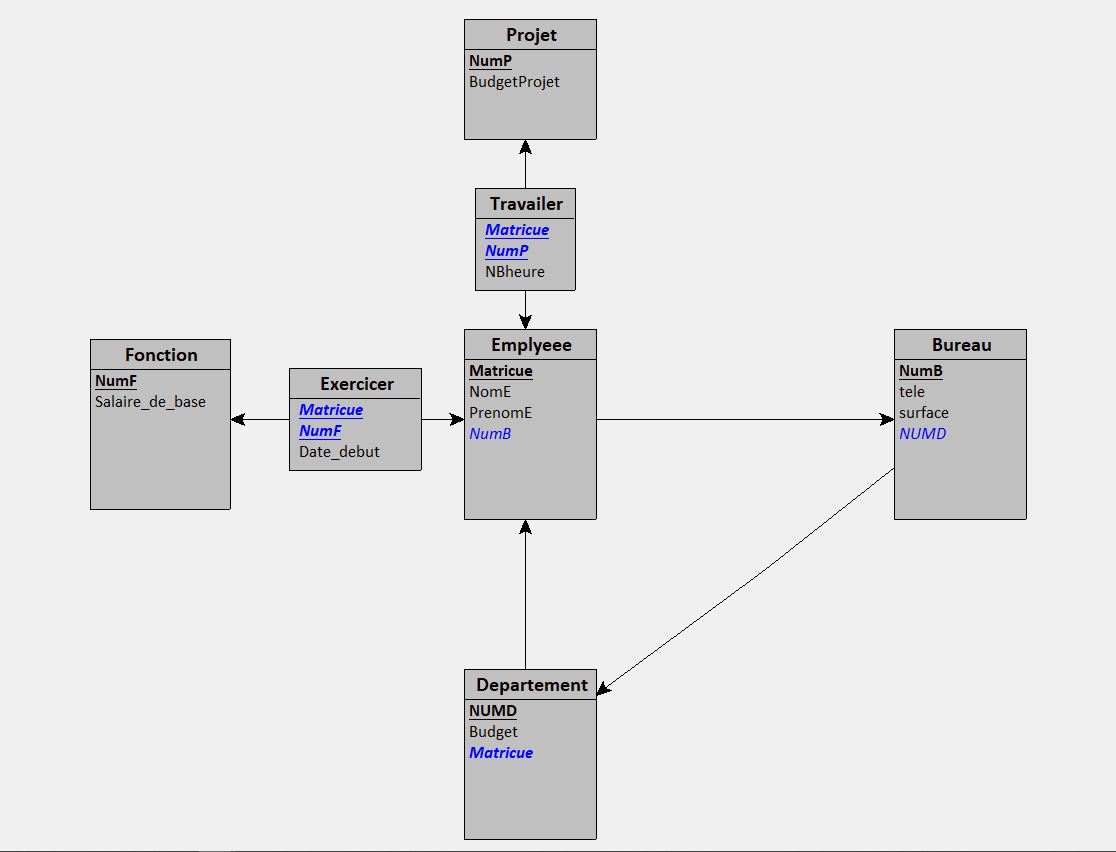 Projet
NumP
BudgetProjet
Travailer
Matricue
NumP
NBheure
Fonction
NumF
Salaire_de_base
Exercicer
Matricue
NumF
Date_debut
Emplyeee
Matricue
NomE
PrenomE
NumB
Bureau
NumB
tele
surface
NUMD
Departement
NUMD
Budget
Matricue